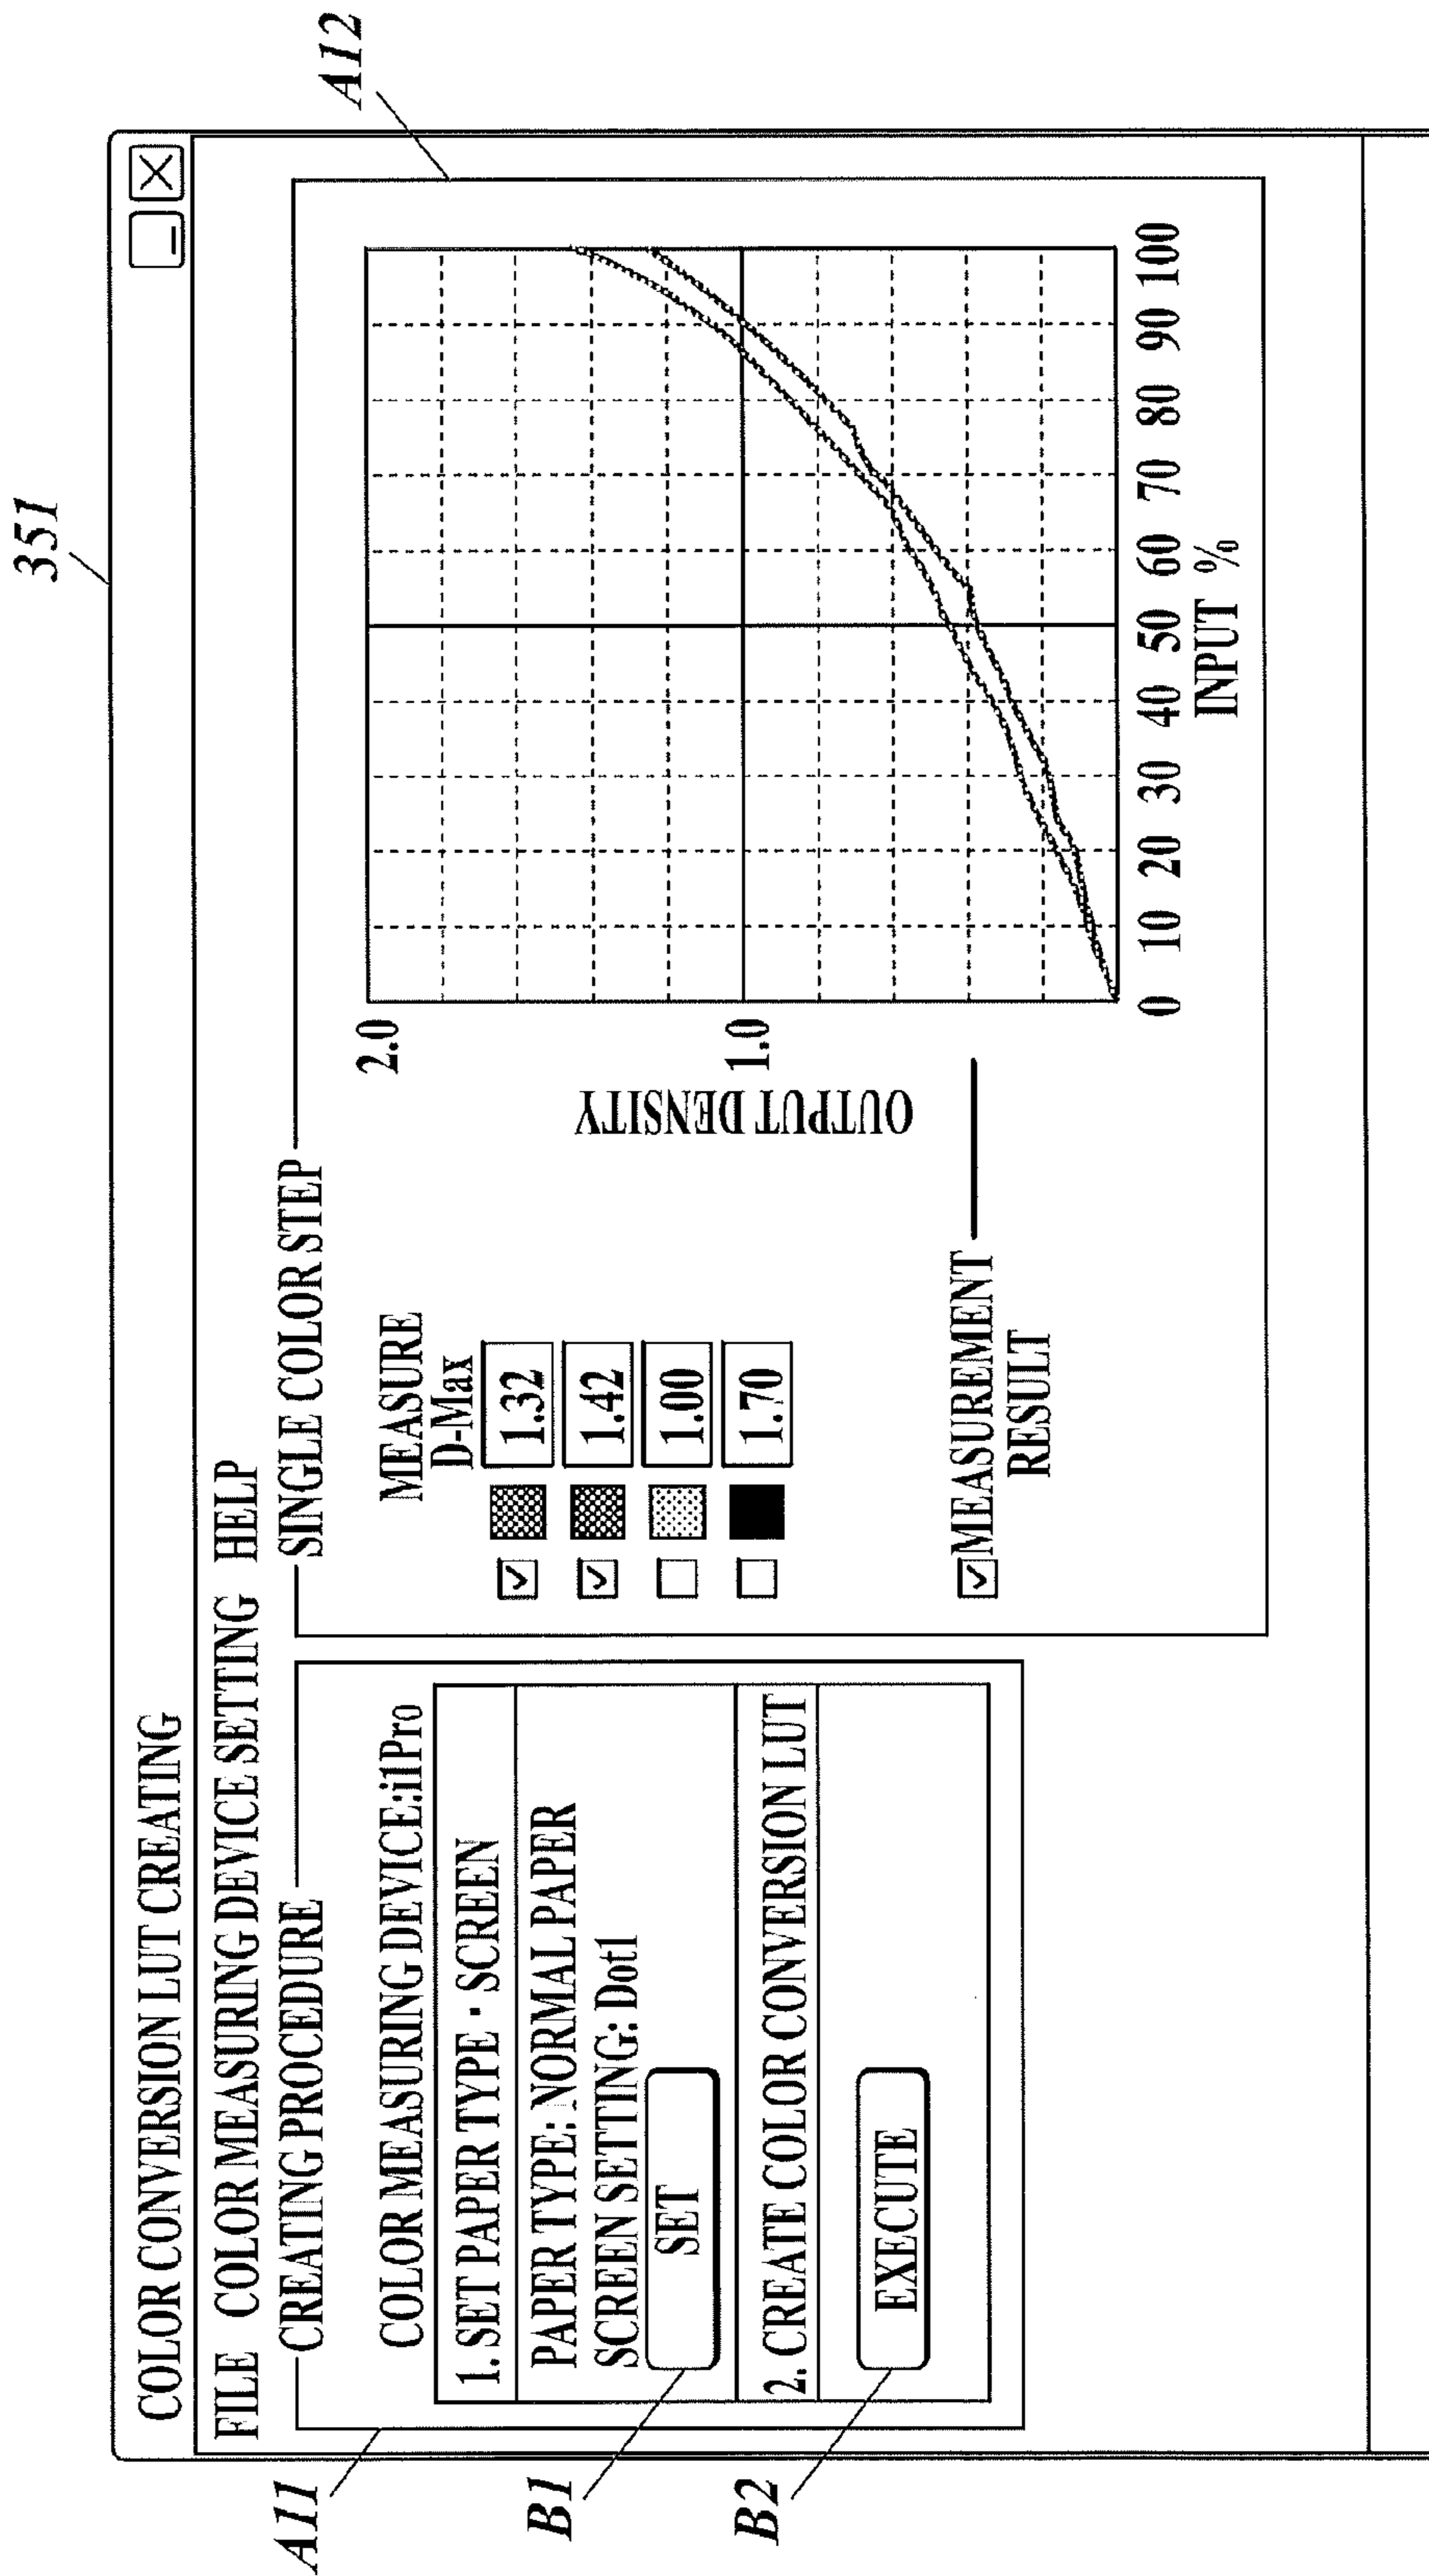 351
COLOR CONVERSION LUT CREATING
FILE COLOR MEASURING DEVICE SETTING HELP
A11
CREATING PROCEDURE
COLOR MEASURING DEVICE:i1Pro
1. SET PAPER TYPE・SCREEN
PAPER TYPE: NORMAL PAPER
SCREEN SETTING: Dot1
B1
SET
2. CREATE COLOR CONVERSION LUT
B2
EXECUTE
A12
SINGLE COLOR STEP
MEASURE
D-Max
1.32
1.42
1.00
1.70
MEASUREMENT
RESULT
OUTPUT DENSITY
2.0
1.0
0 10 20 30 40 50 60 70 80 90 100
INPUT %